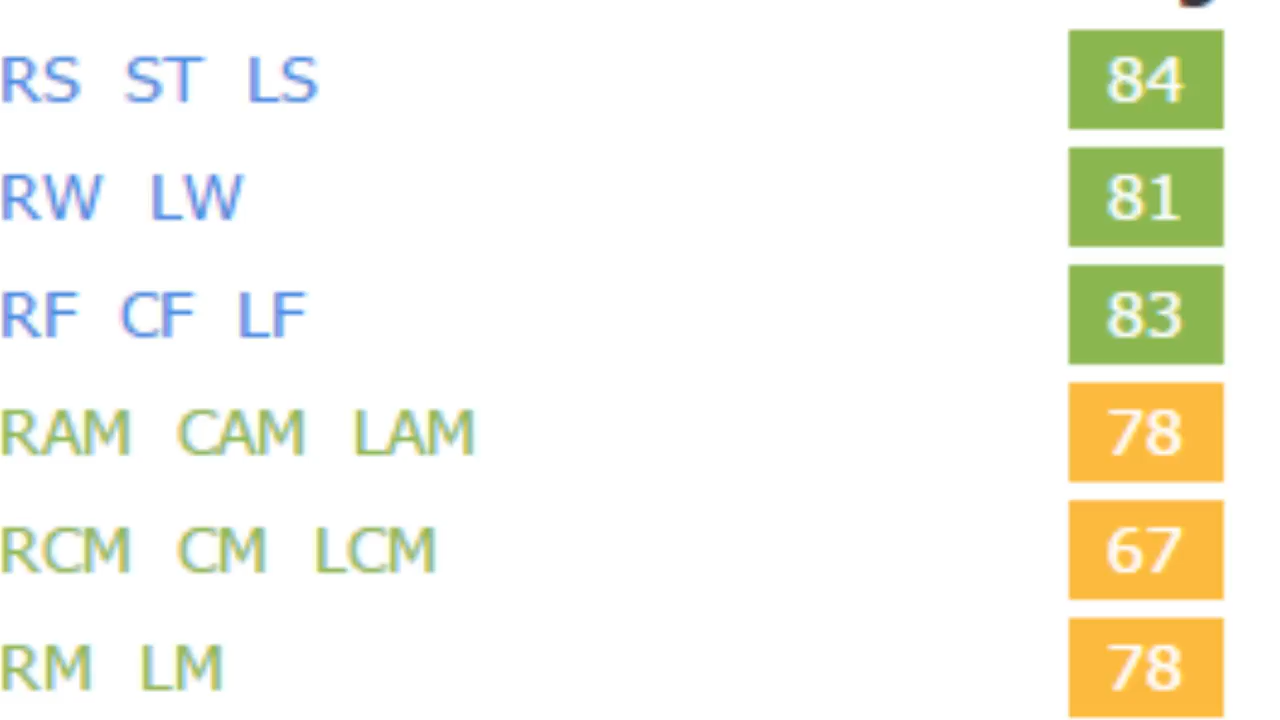 RS ST LS 84
RW LW 81
RF CF LF 83
RAM CAM LAM 78
RCM CM LCM 67
RM LM 78